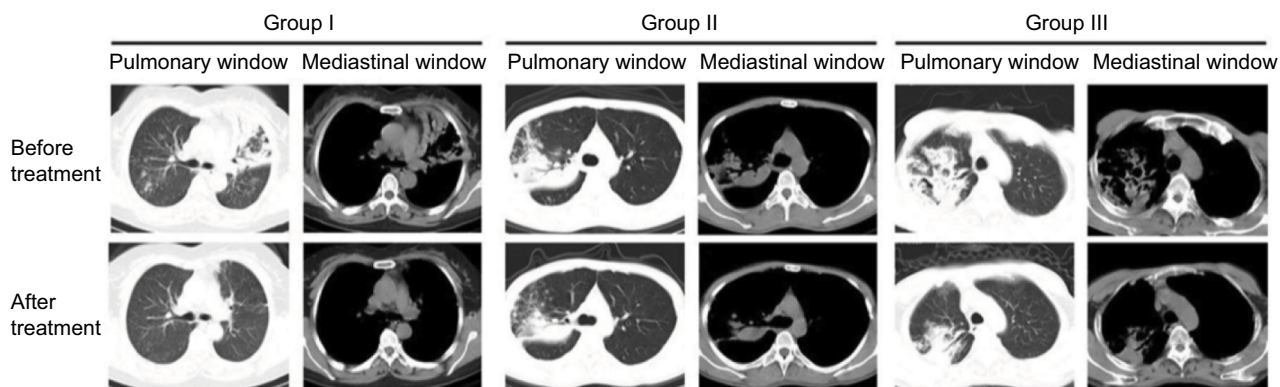 Group I Group II Group III
Pulmonary window Mediastinal window Pulmonary window Mediastinal window Pulmonary window Mediastinal window
Before
treatment
After
treatment